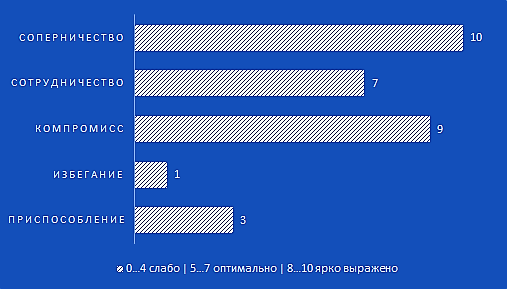 СОПЕРНИЧЕСТВО 10
СОТРУДНИЧЕСТВО 7
КОМПРОМИСС 9
ИЗБЕГАНИЕ 1
ПРИСПОСОБЛЕНИЕ 3
0...4 слабо | 5...7 оптимально | 8...10 ярко выражено